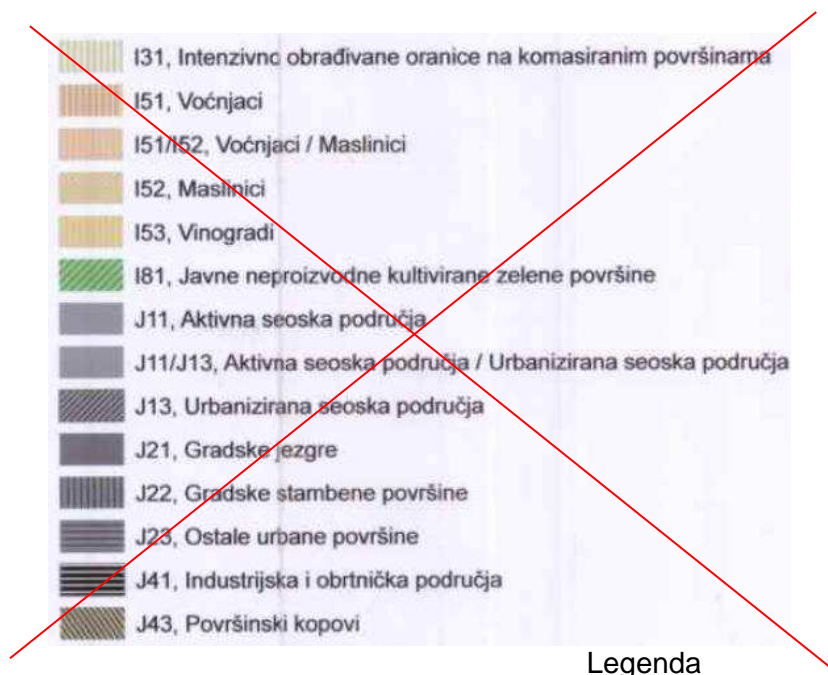 I31, Intenzivno obrađivane oranice na komasiranim površinama
I51, Voćnjaci
I51/I52, Voćnjaci / Maslinici
I52, Maslinici
I53, Vinogradi
I81, Javne neproizvodne kultivirane zelene površine
J11, Aktivna seoska područja
J11/J13, Aktivna seoska područja / Urbanizirana seoska područja
J13, Urbanizirana seoska područja
J21, Gradske jezgre
J22, Gradske stambene površine
J23, Ostale urbane površine
J41, Industrijska i obrtnička područja
J43, Površinski kopovi
Legenda